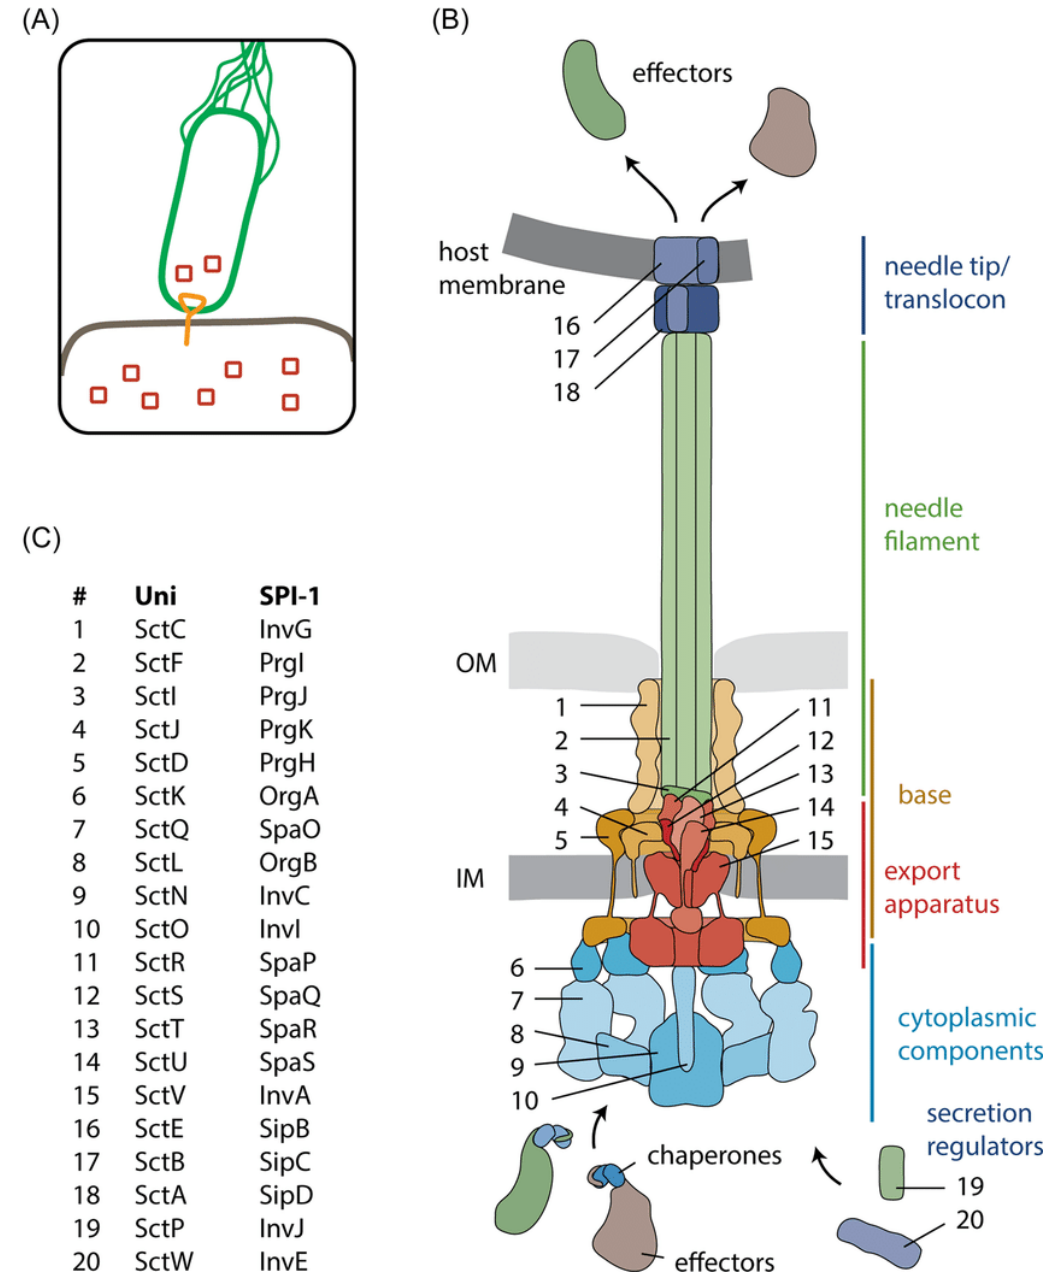 (A)
(B)
effectors
host
membrane
16
17
18
needle tip/
translocon
needle
filament
OM
1
2
3
4
5
11
12
13
14
15
base
IM
export
apparatus
6
7
8
9
10
cytoplasmic
components
secretion
regulators
chaperones
19
20
effectors
(C)
# Uni SPI-1
1 SctC InvG
2 SctF PrgI
3 SctI PrgJ
4 SctJ PrgK
5 SctD PrgH
6 SctK OrgA
7 SctQ SpaO
8 SctL OrgB
9 SctN InvC
10 SctO InvI
11 SctR SpaP
12 SctS SpaQ
13 SctT SpaR
14 SctU SpaS
15 SctV InvA
16 SctE SipB
17 SctB SipC
18 SctA SipD
19 SctP InvJ
20 SctW InvE